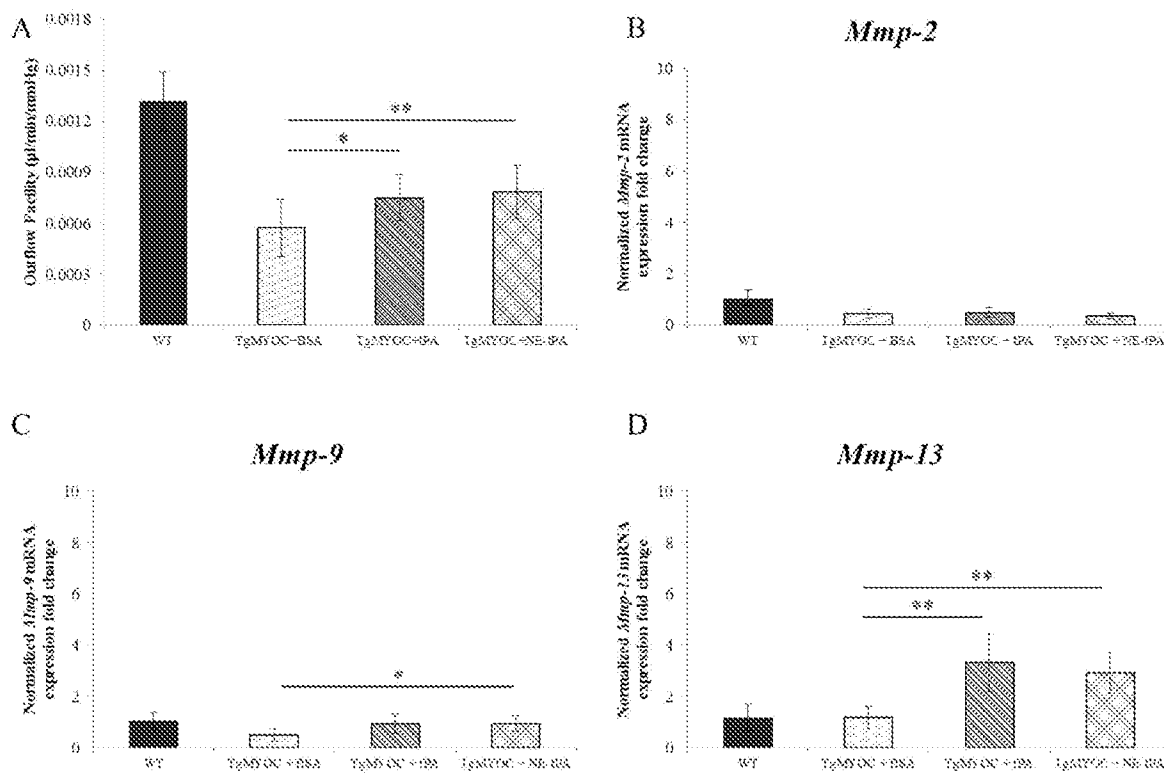 A
Outflow Facility (µl/min/mmHg)
0.0018
0.0015
0.0012
0.0009
0.0006
0.0003
0
**
*
WT
TgMYOC+BSA
TgMYOC+tPA
TgMYOC+NE-tPA
B
Mmp-2
Normalized Mmp-2 mRNA
expression fold change
10
8
6
4
2
0
WT
TgMYOC + BSA
TgMYOC + tPA
TgMYOC + NE-tPA
C
Mmp-9
Normalized Mmp-9 mRNA
expression fold change
10
8
6
4
2
0
*
WT
TgMYOC + BSA
TgMYOC + tPA
TgMYOC + NE-tPA
D
Mmp-13
Normalized Mmp-13 mRNA
expression fold change
10
8
6
4
2
0
**
**
WT
TgMYOC + BSA
TgMYOC + tPA
TgMYOC + NE-tPA